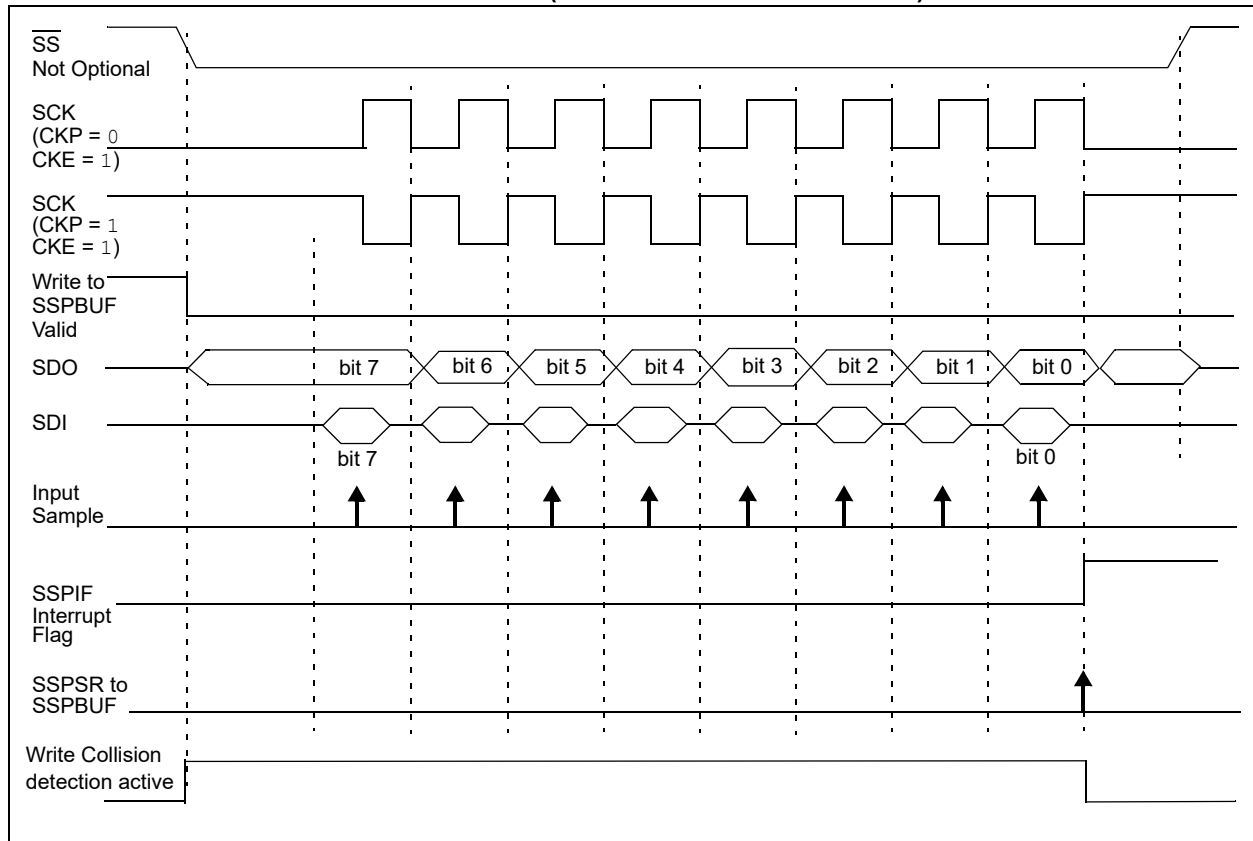 SS
Not Optional
SCK
(CKP = 0
CKE = 1)
SCK
(CKP = 1
CKE = 1)
Write to
SSPBUF
Valid
SDO bit 7 bit 6 bit 5 bit 4 bit 3 bit 2 bit 1 bit 0
SDI
bit 7 bit 0
Input
Sample
SSPIF
Interrupt
Flag
SSPSR to
SSPBUF
Write Collision
detection active